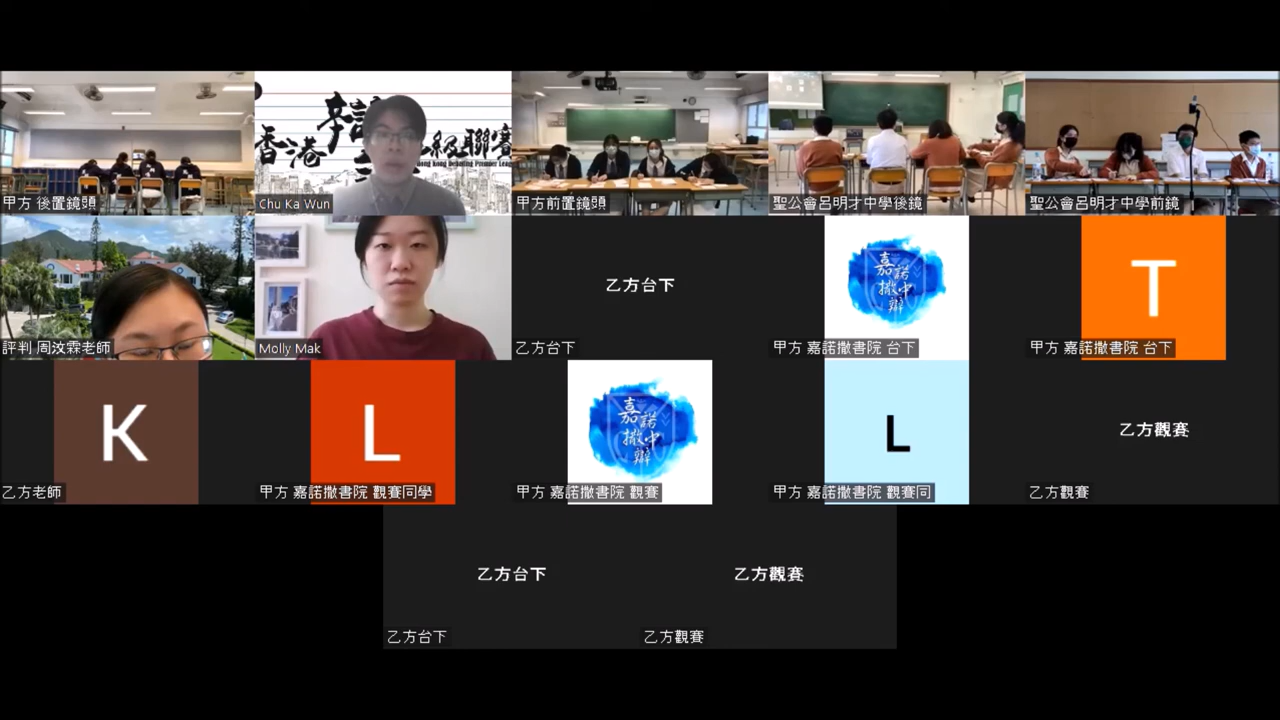 甲方 後置鏡頭
香港
辯
超級聯賽
Hong Kong Debating Premier League
Chu Ka Wun
甲方前置鏡頭
聖公會呂明才中學後鏡
聖公會呂明才中學前鏡
評判 周汶霖老師
Molly Mak
乙方台下
乙方台下
嘉諾撒中辯
甲方 嘉諾撒書院 台下
T
甲方 嘉諾撒書院 台下
K
乙方老師
L
甲方 嘉諾撒書院 觀賽同學
嘉諾撒中辯
甲方 嘉諾撒書院 觀賽
L
甲方 嘉諾撒書院 觀賽同
乙方觀賽
乙方觀賽
乙方台下
乙方台下
乙方觀賽
乙方觀賽